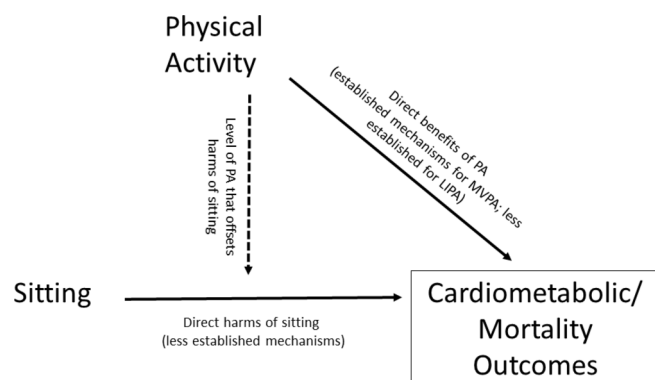 Physical
Activity
Direct benefits of PA
(established mechanisms for MVPA; less
established for LIPA)
Level of PA that offsets
harms of sitting
Sitting
Direct harms of sitting
(less established mechanisms)
Cardiometabolic/
Mortality
Outcomes